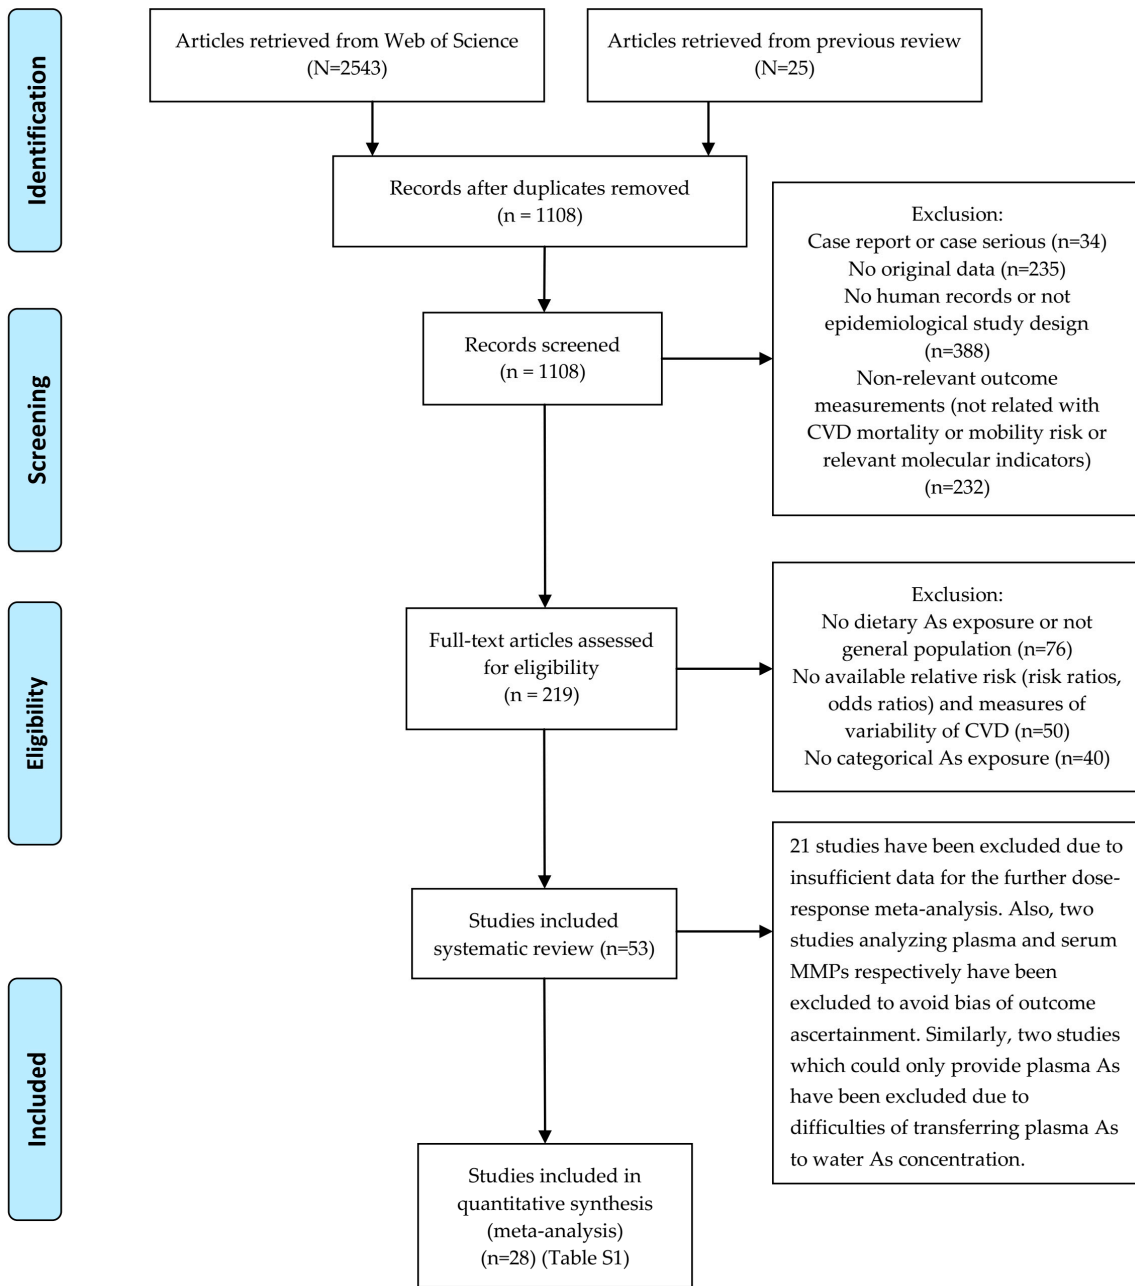 Identification
Articles retrieved from Web of Science
(N=2543)
Articles retrieved from previous review
(N=25)
Records after duplicates removed
(n = 1108)
Screening
Records screened
(n = 1108)
Exclusion:
Case report or case serious (n=34)
No original data (n=235)
No human records or not
epidemiological study design
(n=388)
Non-relevant outcome
measurements (not related with
CVD mortality or mobility risk or
relevant molecular indicators)
(n=232)
Eligibility
Full-text articles assessed
for eligibility
(n = 219)
Exclusion:
No dietary As exposure or not
general population (n=76)
No available relative risk (risk ratios,
odds ratios) and measures of
variability of CVD (n=50)
No categorical As exposure (n=40)
Studies included
systematic review (n=53)
21 studies have been excluded due to
insufficient data for the further dose-
response meta-analysis. Also, two
studies analyzing plasma and serum
MMPs respectively have been
excluded to avoid bias of outcome
ascertainment. Similarly, two studies
which could only provide plasma As
have been excluded due to
difficulties of transferring plasma As
to water As concentration.
Included
Studies included in
quantitative synthesis
(meta-analysis)
(n=28) (Table S1)